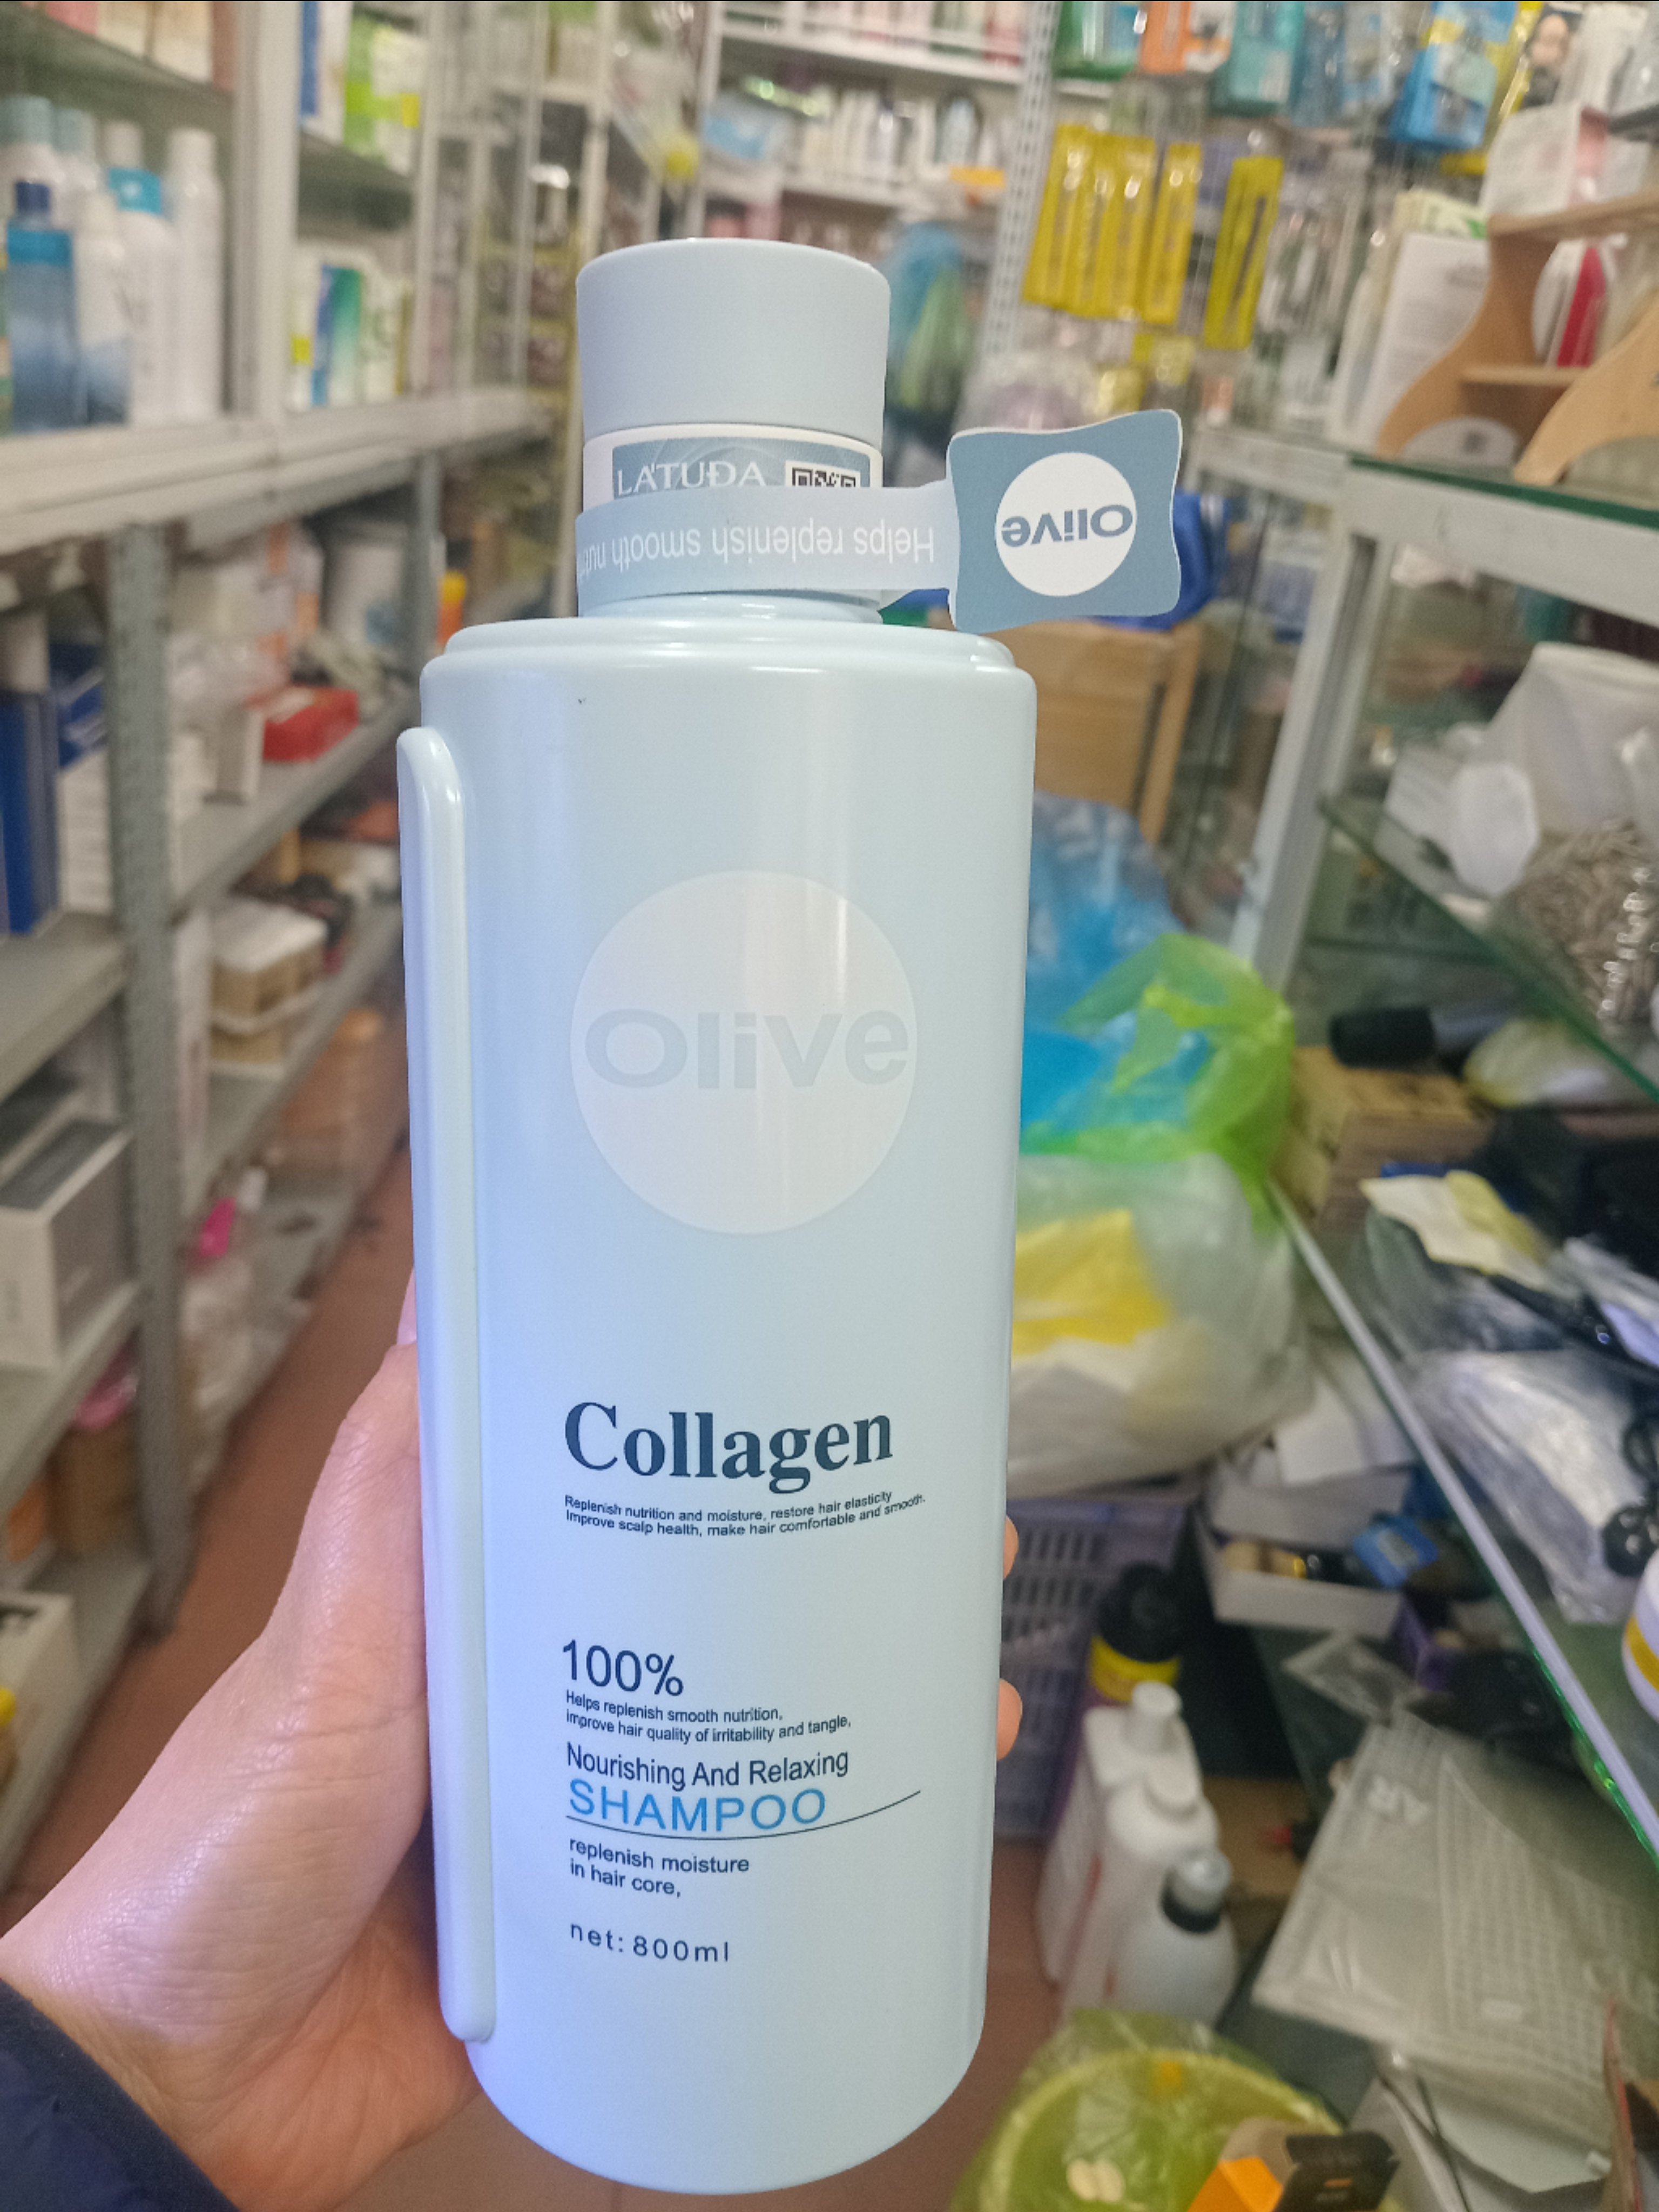 LATUĐA
Helps replenish smooth
Olive
Olive
Collagen
Replenish nutrition and moisture, restore hair elasticity
Improve scalp health, make hair comfortable and smooth.
100%
Helps replenish smooth nutrition,
improve hair quality of irritability and tangle,
Nourishing And Relaxing
SHAMPOO
replenish moisture
in hair core,
net: 800ml